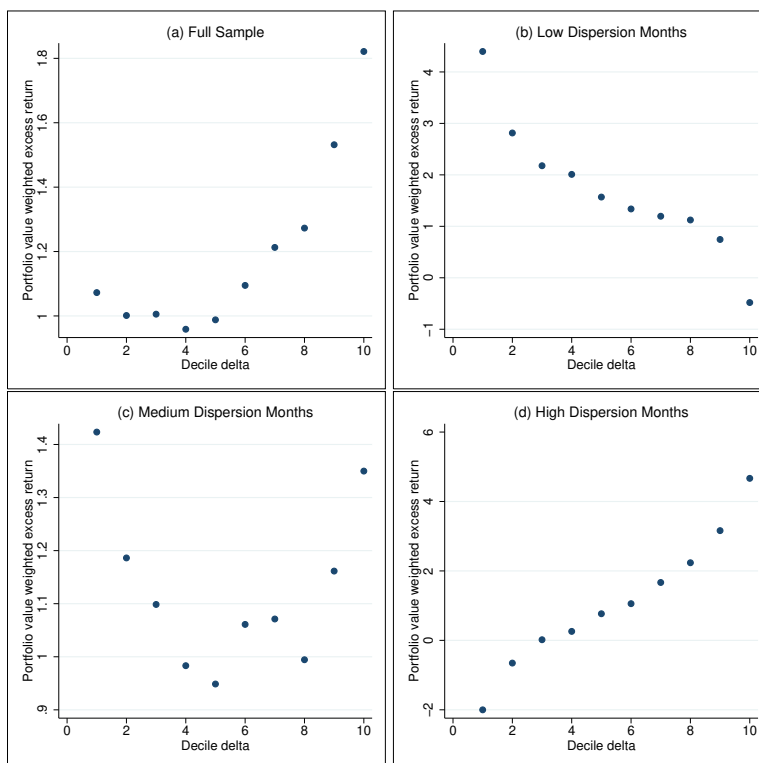 (a) Full Sample
Portfolio value weighted excess return
1.8
1.6
1.4
1.2
1
0 2 4 6 8 10
Decile delta
(b) Low Dispersion Months
Portfolio value weighted excess return
4
3
2
1
0
−1
0 2 4 6 8 10
Decile delta
(c) Medium Dispersion Months
Portfolio value weighted excess return
1.4
1.3
1.2
1.1
1
.9
0 2 4 6 8 10
Decile delta
(d) High Dispersion Months
Portfolio value weighted excess return
6
4
2
0
−2
0 2 4 6 8 10
Decile delta